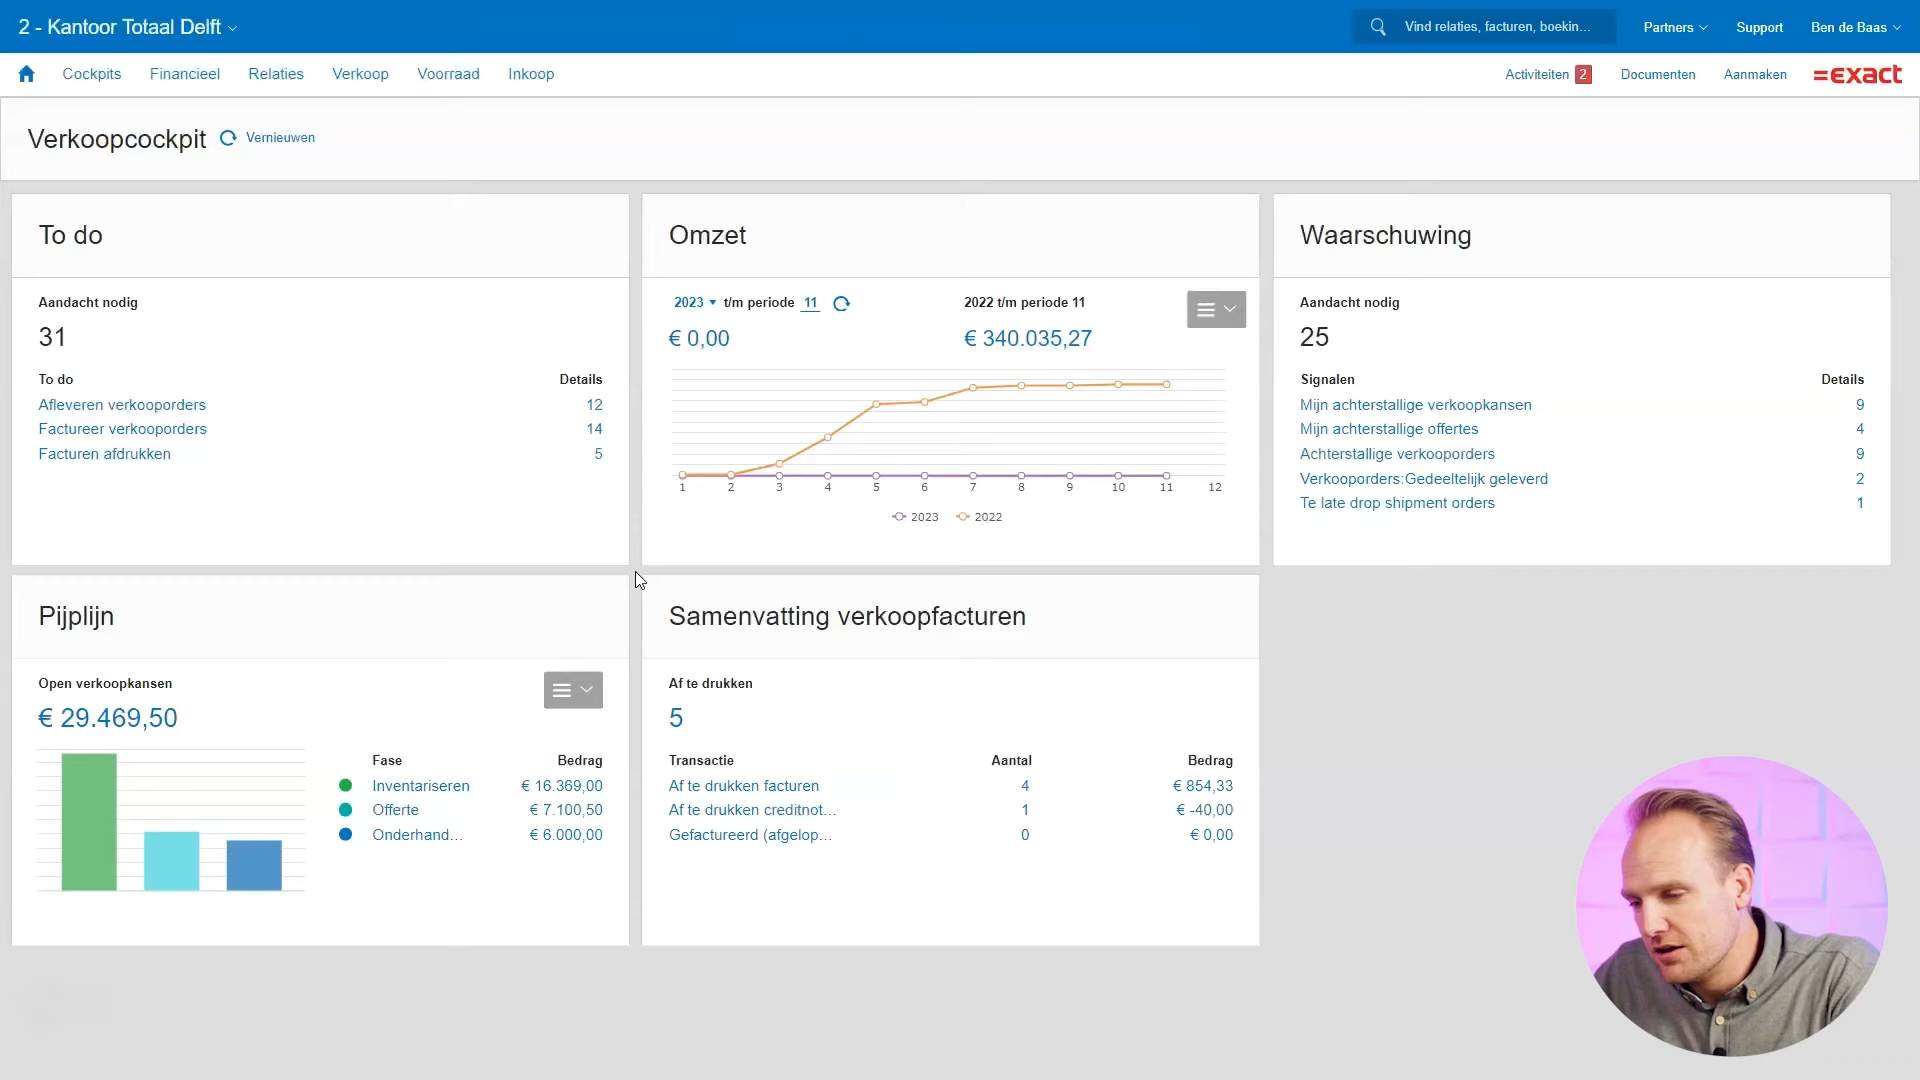 2 - Kantoor Totaal Delft
Vind relaties, facturen, boekin...
Partners
Support
Ben de Baas
Cockpits
Financieel
Relaties
Verkoop
Voorraad
Inkoop
Activiteiten 2
Documenten
Aanmaken
=exact
Verkoopcockpit
Vernieuwen
To do
Aandacht nodig
31
To do Details
Afleveren verkooporders 12
Factureer verkooporders 14
Facturen afdrukken 5
Omzet
2023 t/m periode 11
€ 0,00
2022 t/m periode 11
€ 340.035,27
1 2 3 4 5 6 7 8 9 10 11 12
2023 2022
Waarschuwing
Aandacht nodig
25
Signalen Details
Mijn achterstallige verkoopkansen 9
Mijn achterstallige offertes 4
Achterstallige verkooporders 9
Verkooporders:Gedeeltelijk geleverd 2
Te late drop shipment orders 1
Pijplijn
Open verkoopkansen
€ 29.469,50
Fase Bedrag
Inventariseren € 16.369,00
Offerte € 7.100,50
Onderhand... € 6.000,00
Samenvatting verkoopfacturen
Af te drukken
5
Transactie Aantal Bedrag
Af te drukken facturen 4 € 854,33
Af te drukken creditnot... 1 € -40,00
Gefactureerd (afgelop... 0 € 0,00